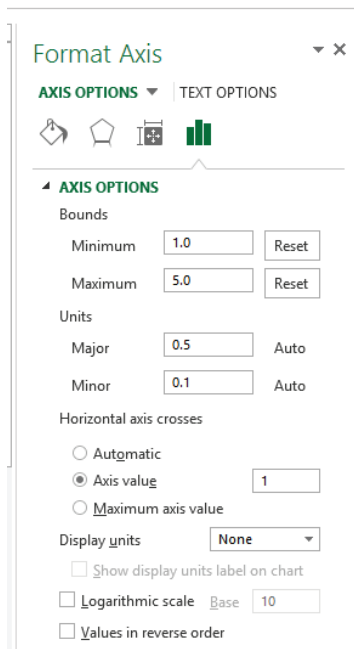 Format Axis
AXIS OPTIONS TEXT OPTIONS
AXIS OPTIONS
Bounds
Minimum 1.0 Reset
Maximum 5.0 Reset
Units
Major 0.5 Auto
Minor 0.1 Auto
Horizontal axis crosses
Automatic
Axis value 1
Maximum axis value
Display units None
Show display units label on chart
Logarithmic scale Base 10
Values in reverse order